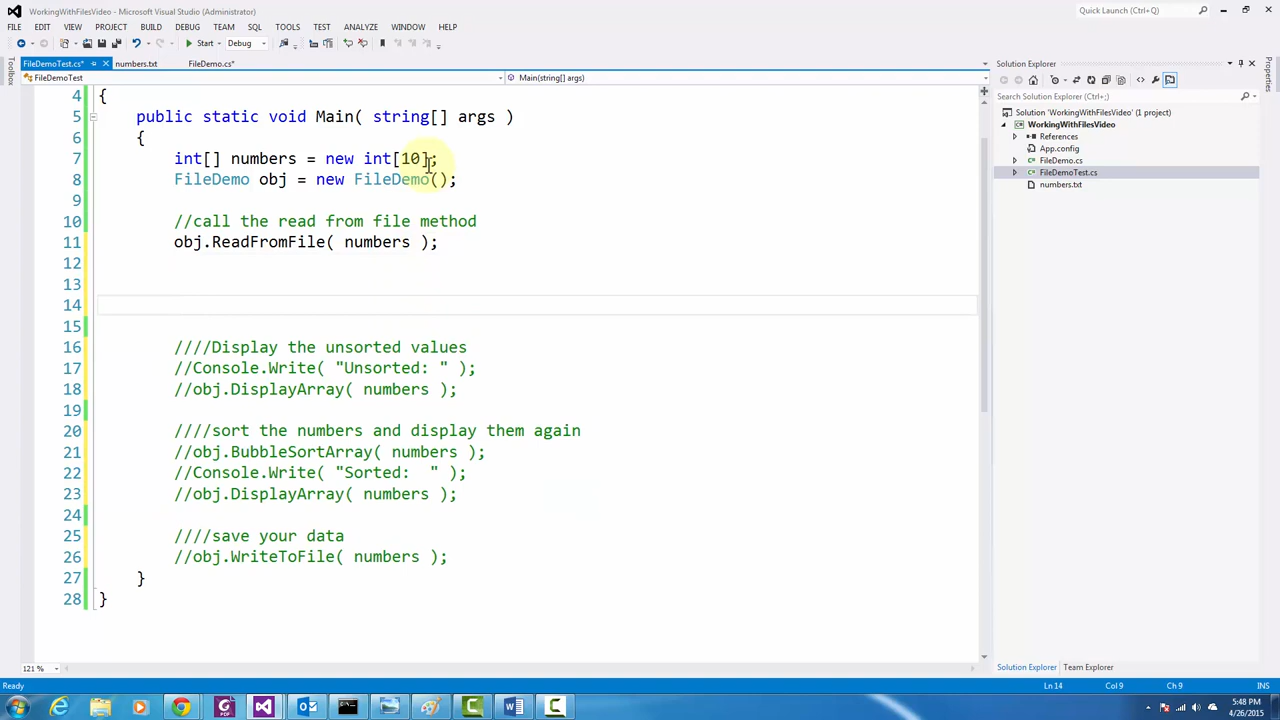 WorkingWithFilesVideo - Microsoft Visual Studio (Administrator)
Quick Launch (Ctrl+Q)
FILE EDIT VIEW PROJECT BUILD DEBUG TEAM SQL TOOLS TEST ANALYZE WINDOW HELP
Start Debug
FileDemoTest.cs* numbers.txt FileDemo.cs*
FileDemoTest Main(string[] args)
Toolbox
4 {
5 public static void Main( string[] args )
6 {
7 int[] numbers = new int[10];
8 FileDemo obj = new FileDemo();
9
10 //call the read from file method
11 obj.ReadFromFile( numbers );
12
13
14
15
16 ////Display the unsorted values
17 //Console.Write( "Unsorted: " );
18 //obj.DisplayArray( numbers );
19
20 ////sort the numbers and display them again
21 //obj.BubbleSortArray( numbers );
22 //Console.Write( "Sorted:  " );
23 //obj.DisplayArray( numbers );
24
25 ////save your data
26 //obj.WriteToFile( numbers );
27 }
28 }
121 %
Solution Explorer
Search Solution Explorer (Ctrl+;)
Solution 'WorkingWithFilesVideo' (1 project)
WorkingWithFilesVideo
References
App.config
FileDemo.cs
FileDemoTest.cs
numbers.txt
Solution Explorer Team Explorer
Properties
Ready Ln 14 Col 9 Ch 9 INS
5:48 PM
4/26/2015